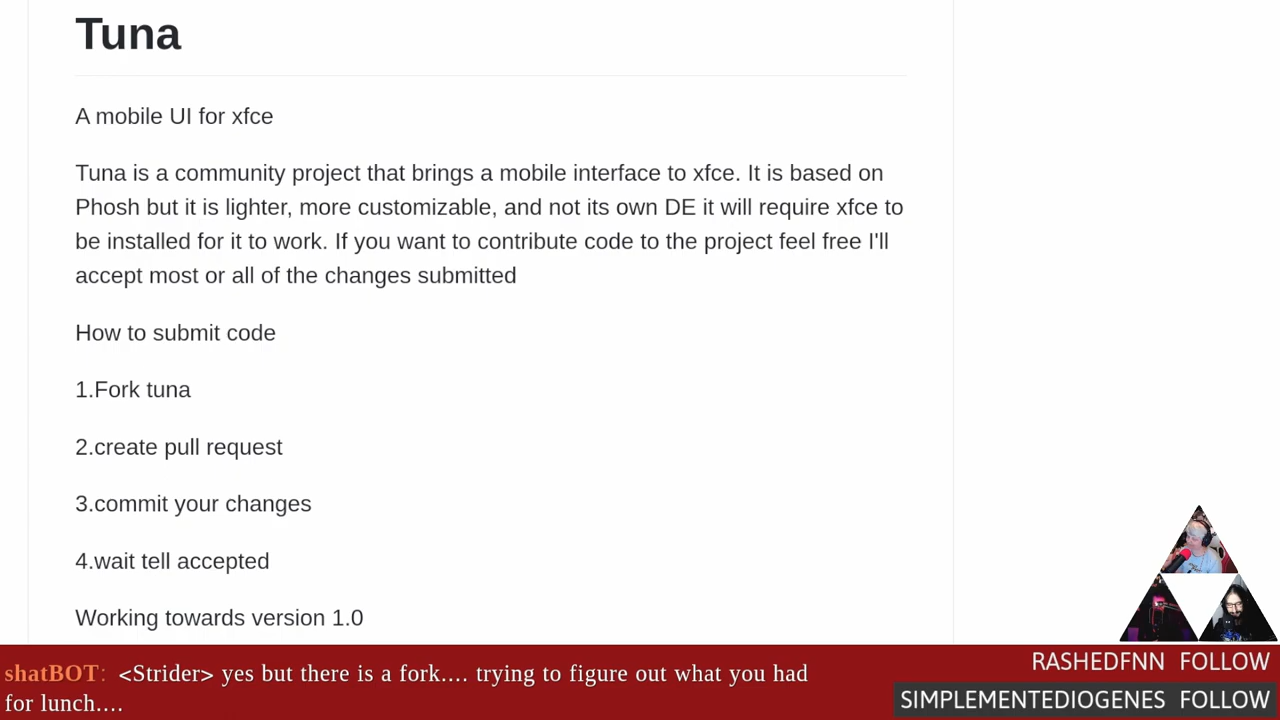 Tuna
A mobile UI for xfce
Tuna is a community project that brings a mobile interface to xfce. It is based on
Phosh but it is lighter, more customizable, and not its own DE it will require xfce to
be installed for it to work. If you want to contribute code to the project feel free I'll
accept most or all of the changes submitted
How to submit code
1.Fork tuna
2.create pull request
3.commit your changes
4.wait tell accepted
Working towards version 1.0
shatBOT: <Strider> yes but there is a fork.... trying to figure out what you had
for lunch....
RASHEDFNN FOLLOW
SIMPLEMENTEDIOGENES FOLLOW